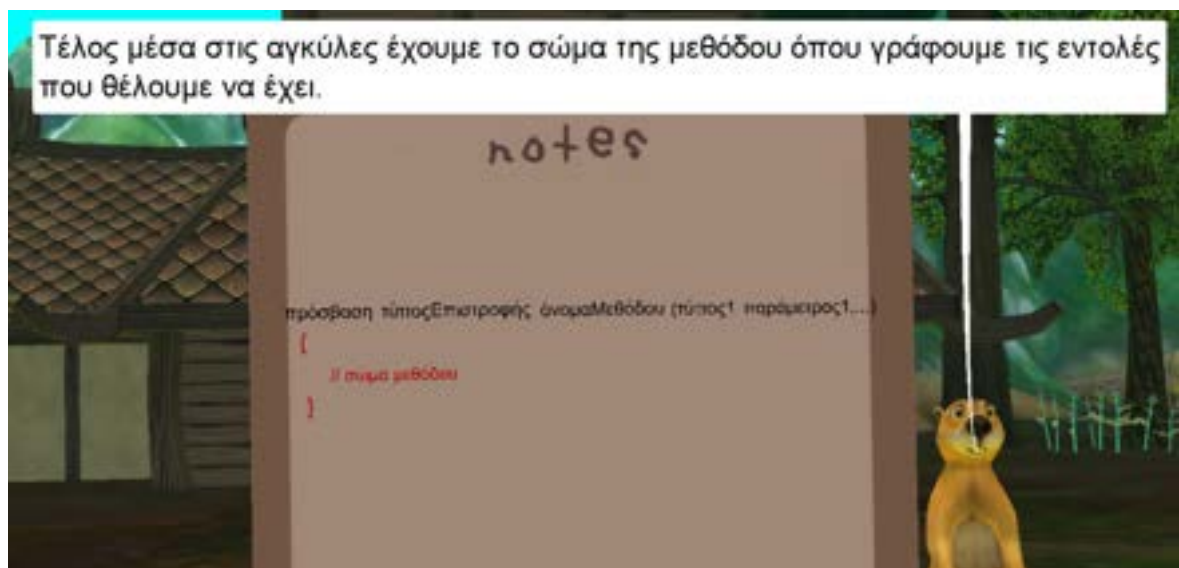 Τέλος μέσα στις αγκύλες έχουμε το σώμα της μεθόδου όπου γράφουμε τις εντολές
που θέλουμε να έχει.
notes
πρόσβαση τύποςΕπιστροφής όνομαΜεθόδου (τύπος1 παράμετρος1....)
{
// σωμα μεθόδου
}